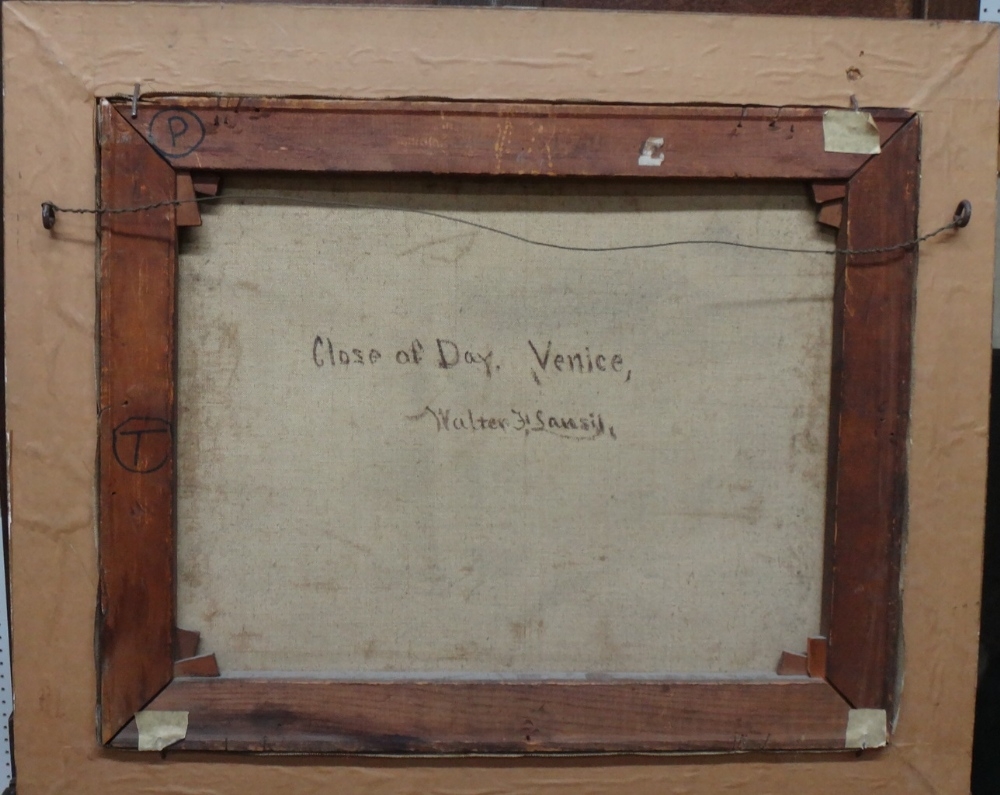 P
Close of Day. Venice,
Walter F. Lansil,
T